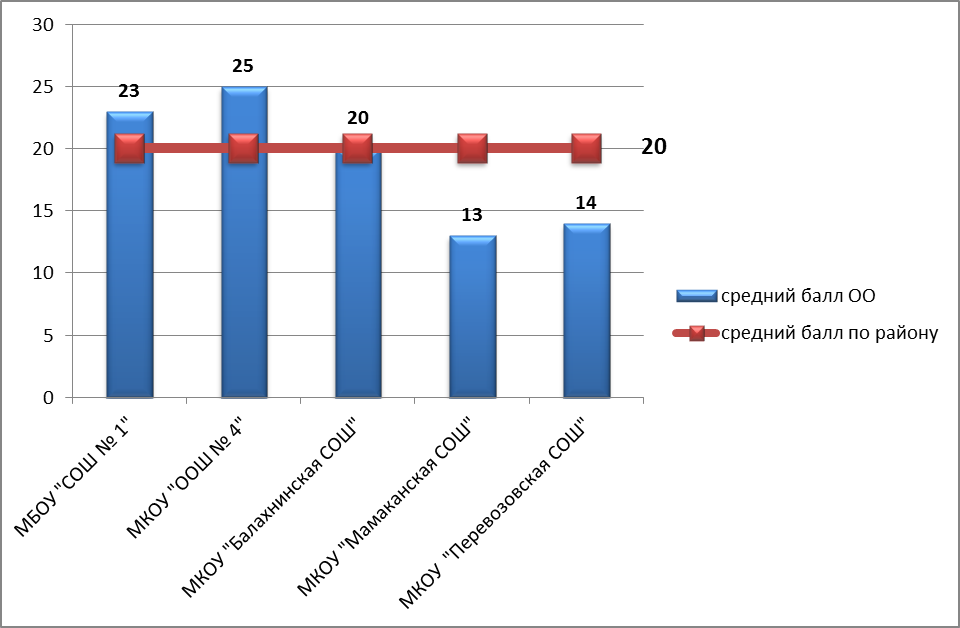 30
25
20
15
10
5
0
23
25
20
13
14
20
МБОУ "СОШ № 1"
МКОУ "ООШ № 4"
МКОУ "Балахнинская СОШ"
МКОУ "Мамаканская СОШ"
МКОУ  "Перевозовская СОШ"
средний балл ОО
средний балл по району